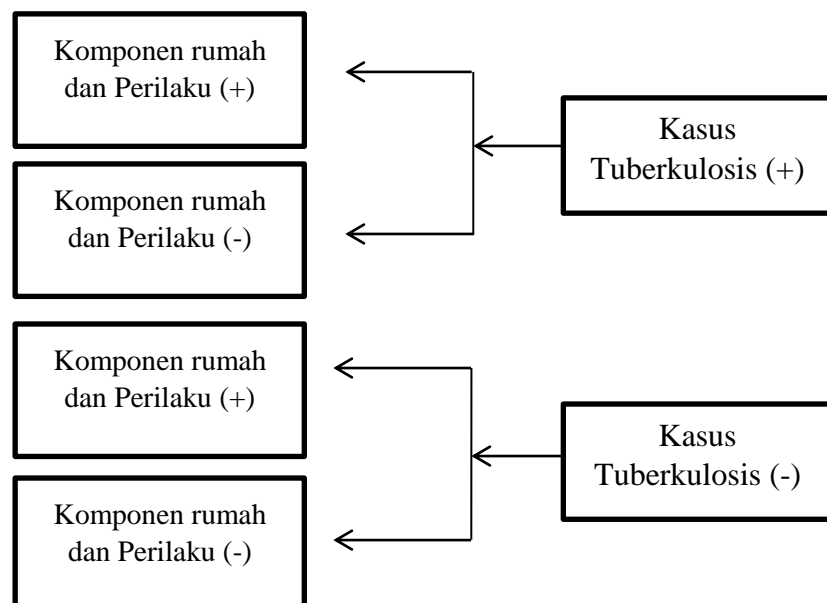 Komponen rumah
dan Perilaku (+)
Kasus
Tuberkulosis (+)
Komponen rumah
dan Perilaku (-)
Komponen rumah
dan Perilaku (+)
Kasus
Tuberkulosis (-)
Komponen rumah
dan Perilaku (-)